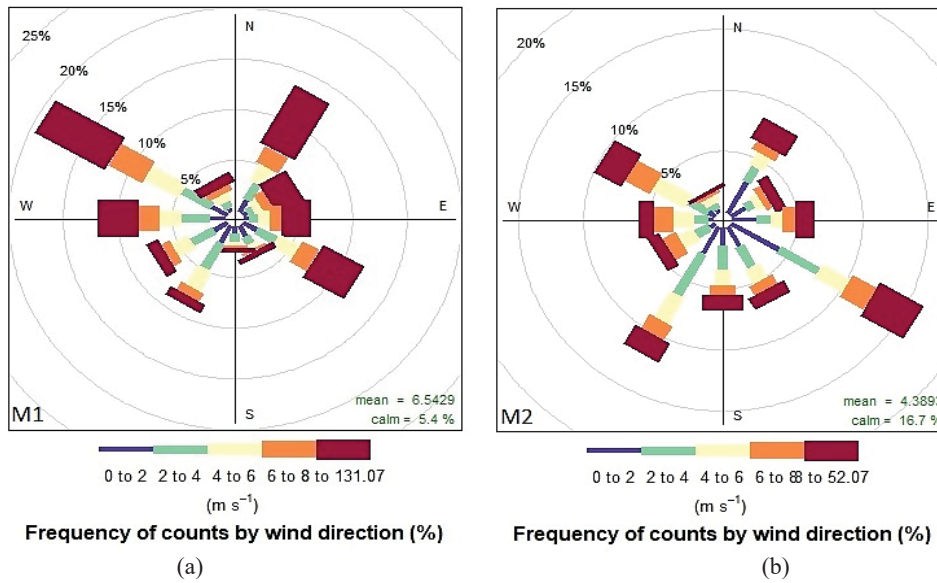 N
25%
20%
15%
10%
5%
W
E
S
M1
mean = 6.5429
calm = 5.4 %
0 to 2 2 to 4 4 to 6 6 to 8 8 to 131.07
(m s⁻¹)
Frequency of counts by wind direction (%)
(a)
N
20%
15%
10%
5%
W
E
S
M2
mean = 4.3893
calm = 16.7 %
0 to 2 2 to 4 4 to 6 6 to 8 8 to 52.07
(m s⁻¹)
Frequency of counts by wind direction (%)
(b)